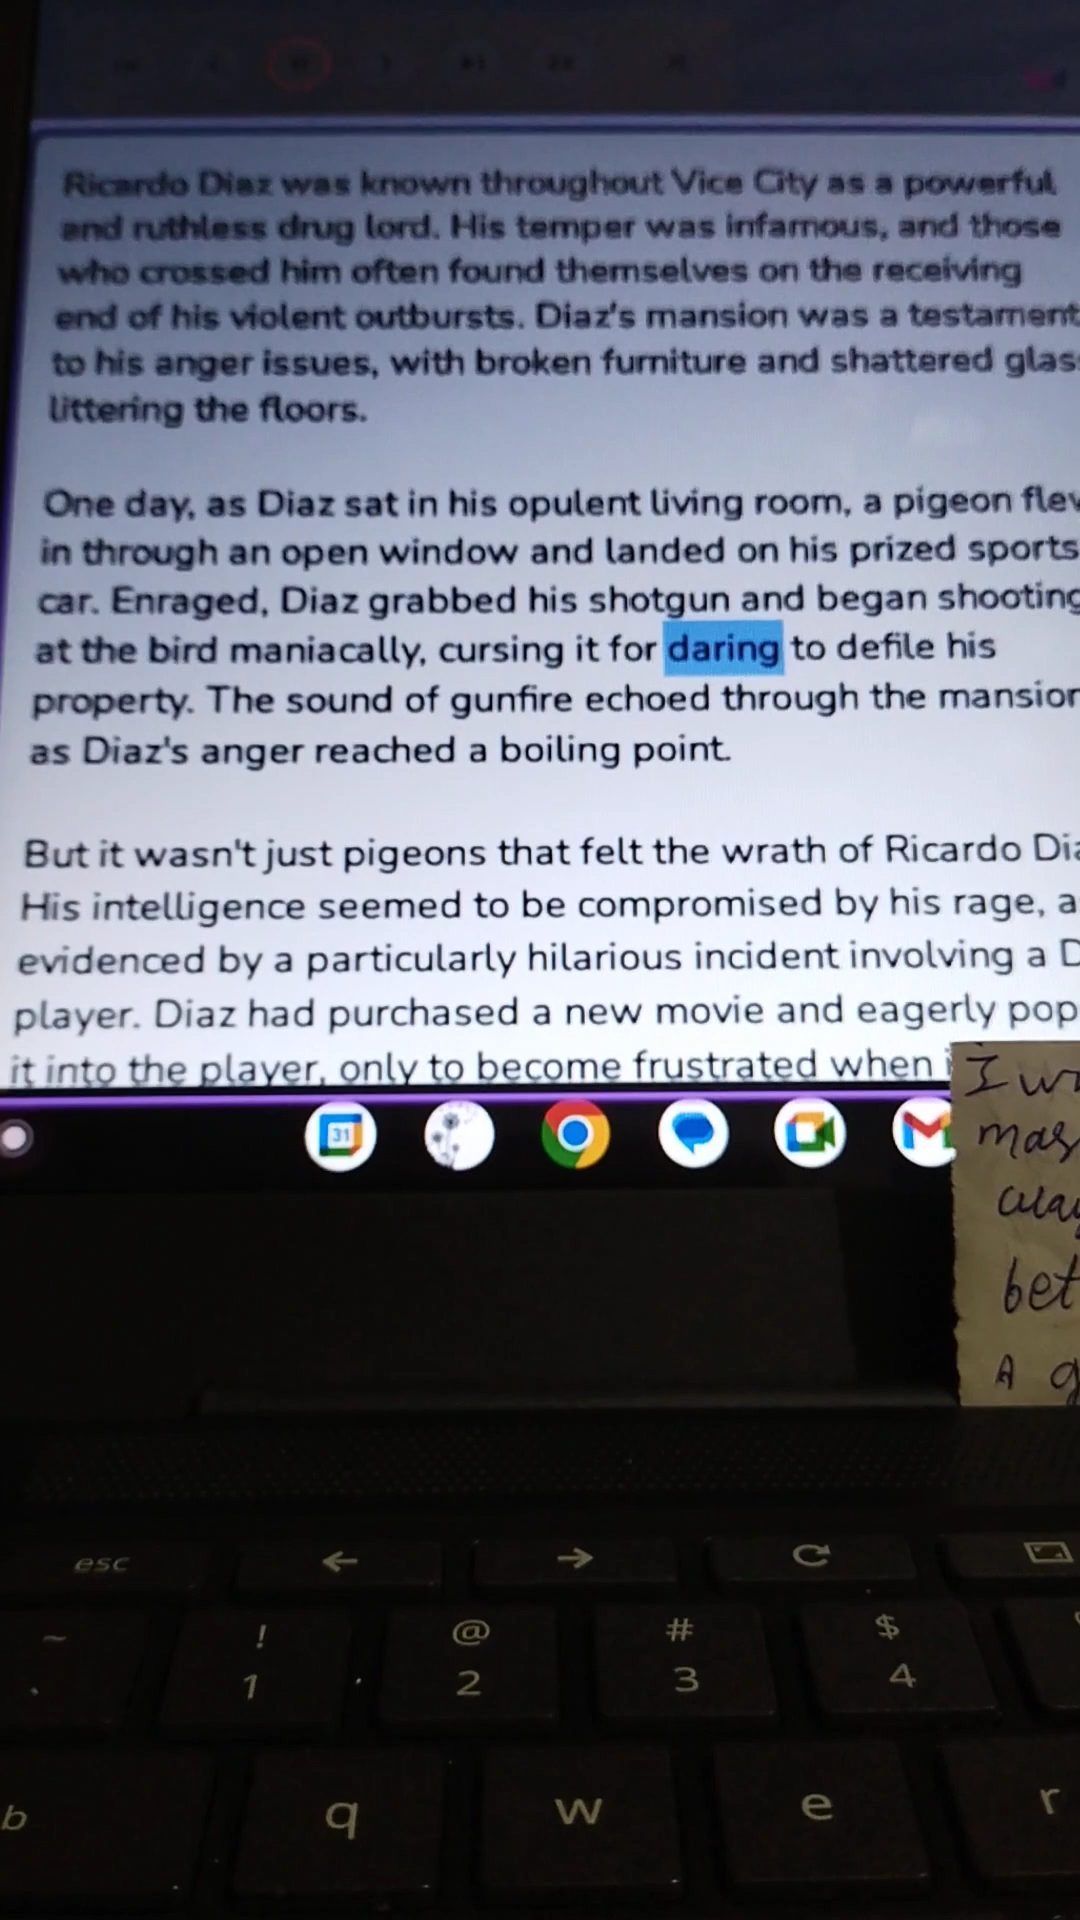 Ricardo Diaz was known throughout Vice City as a powerful
and ruthless drug lord. His temper was infamous, and those
who crossed him often found themselves on the receiving
end of his violent outbursts. Diaz's mansion was a testament
to his anger issues, with broken furniture and shattered glas
littering the floors.
One day, as Diaz sat in his opulent living room, a pigeon flew
in through an open window and landed on his prized sports
car. Enraged, Diaz grabbed his shotgun and began shooting
at the bird maniacally, cursing it for daring to defile his
property. The sound of gunfire echoed through the mansion
as Diaz's anger reached a boiling point.
But it wasn't just pigeons that felt the wrath of Ricardo Dia
His intelligence seemed to be compromised by his rage, a
evidenced by a particularly hilarious incident involving a D
player. Diaz had purchased a new movie and eagerly pop
it into the player, only to become frustrated when i
31
I
bet
A g
esc
! @ # $
1 2 3 4
b q w e r